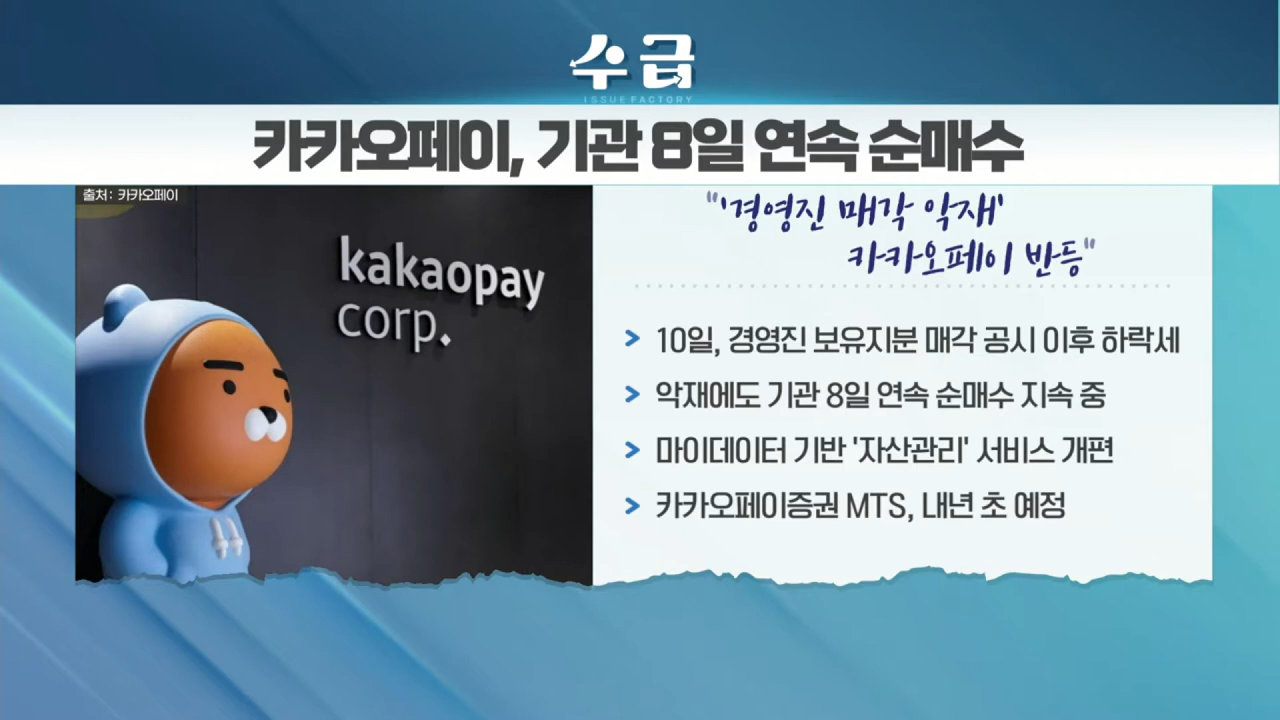 수급
ISSUE FACTORY
카카오페이, 기관 8일 연속 순매수
출처: 카카오페이
kakaopay
corp.
"'경영진 매각 악재'
카카오페이 반등"
> 10일, 경영진 보유지분 매각 공시 이후 하락세
> 악재에도 기관 8일 연속 순매수 지속 중
> 마이데이터 기반 '자산관리' 서비스 개편
> 카카오페이증권 MTS, 내년 초 예정